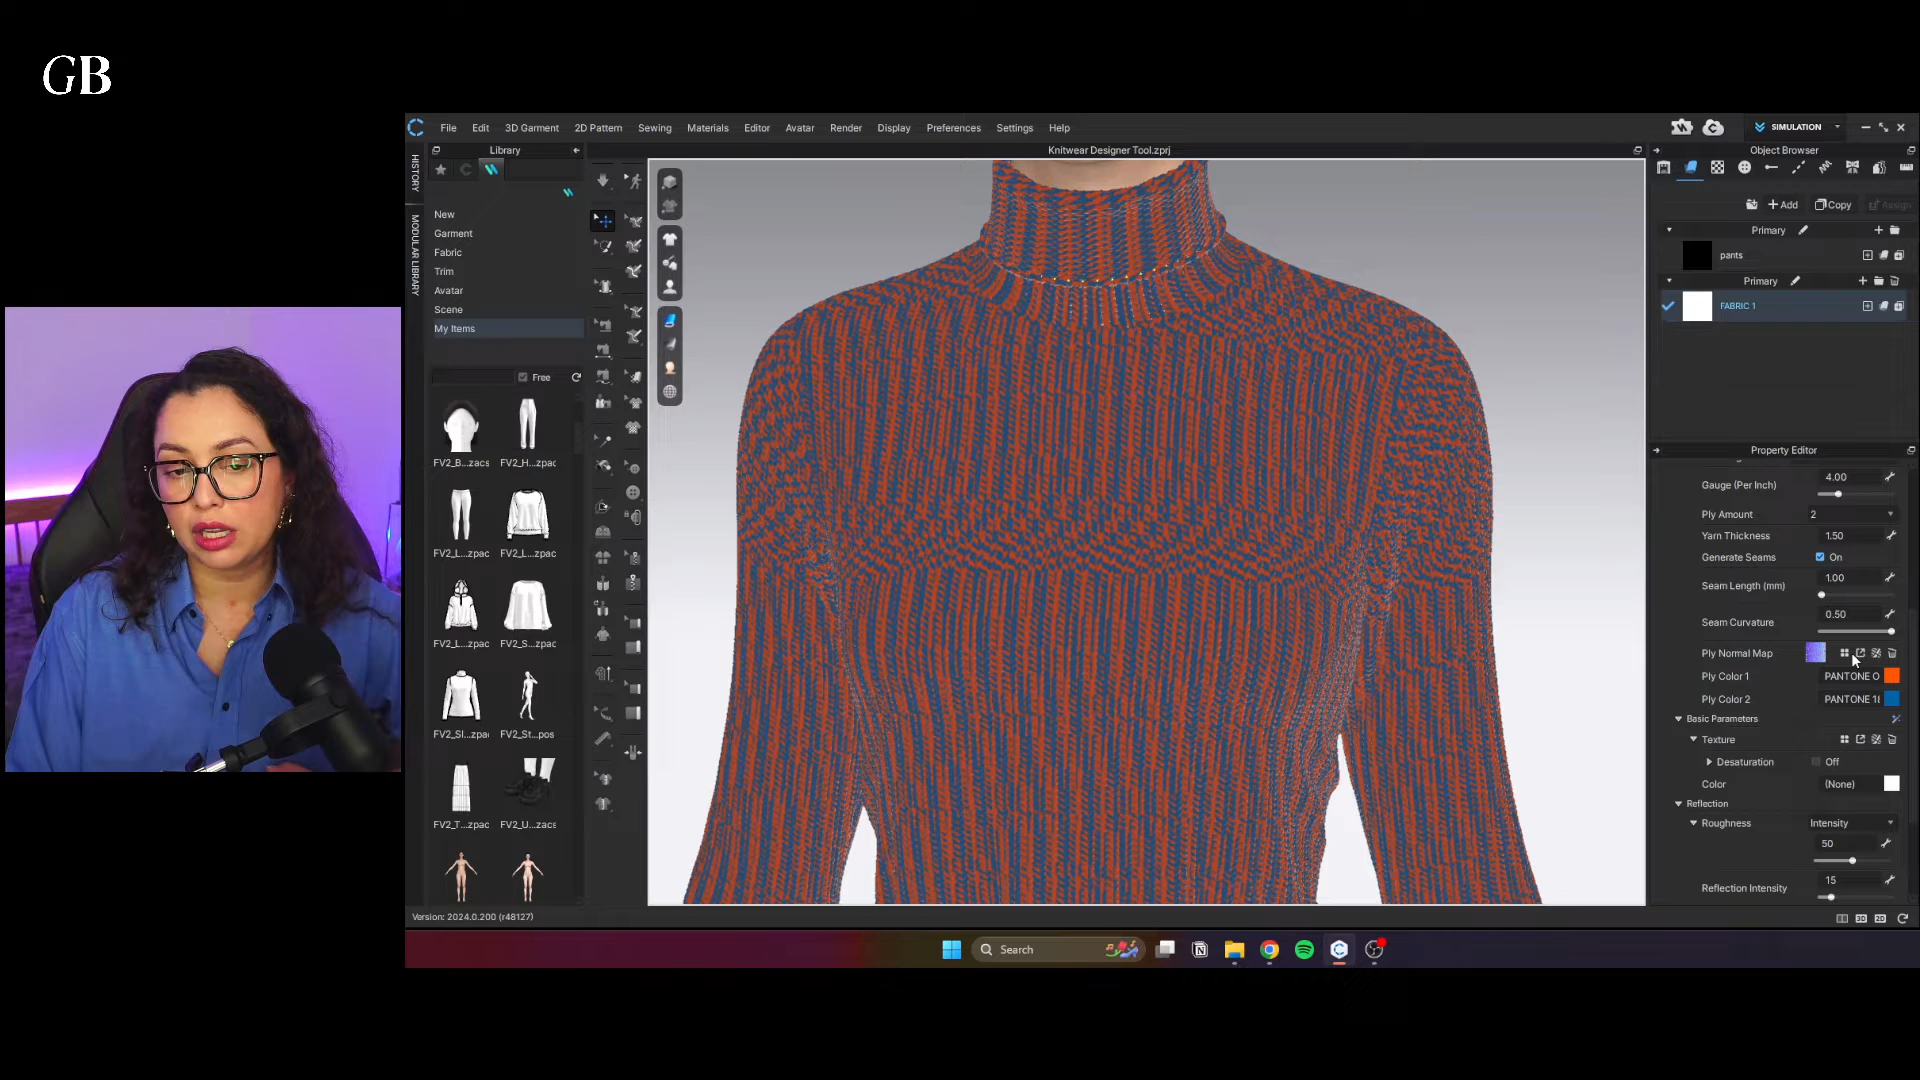 GB
File Edit 3D Garment 2D Pattern Sewing Materials Editor Avatar Render Display Preferences Settings Help
SIMULATION
Library
Knitwear Designer Tool.zprj
Object Browser
HISTORY
MODULAR LIBRARY
New
Garment
Fabric
Trim
Avatar
Scene
My Items
Free
FV2_B...zacs FV2_H...zpac
FV2_L...zpac FV2_L...zpac
FV2_L...zpac FV2_S...zpac
FV2_Sl...zpac FV2_St...pos
FV2_T...zpac FV2_U...zacs
Version: 2024.0.200 (r48127)
Add Copy Assign
Primary
pants
Primary
FABRIC 1
Property Editor
Gauge (Per Inch) 4.00
Ply Amount 2
Yarn Thickness 1.50
Generate Seams On
Seam Length (mm) 1.00
Seam Curvature 0.50
Ply Normal Map
Ply Color 1 PANTONE O
Ply Color 2 PANTONE 18
Basic Parameters
Texture
Desaturation Off
Color (None)
Reflection
Roughness Intensity
50
Reflection Intensity 15
3D 2D
Search